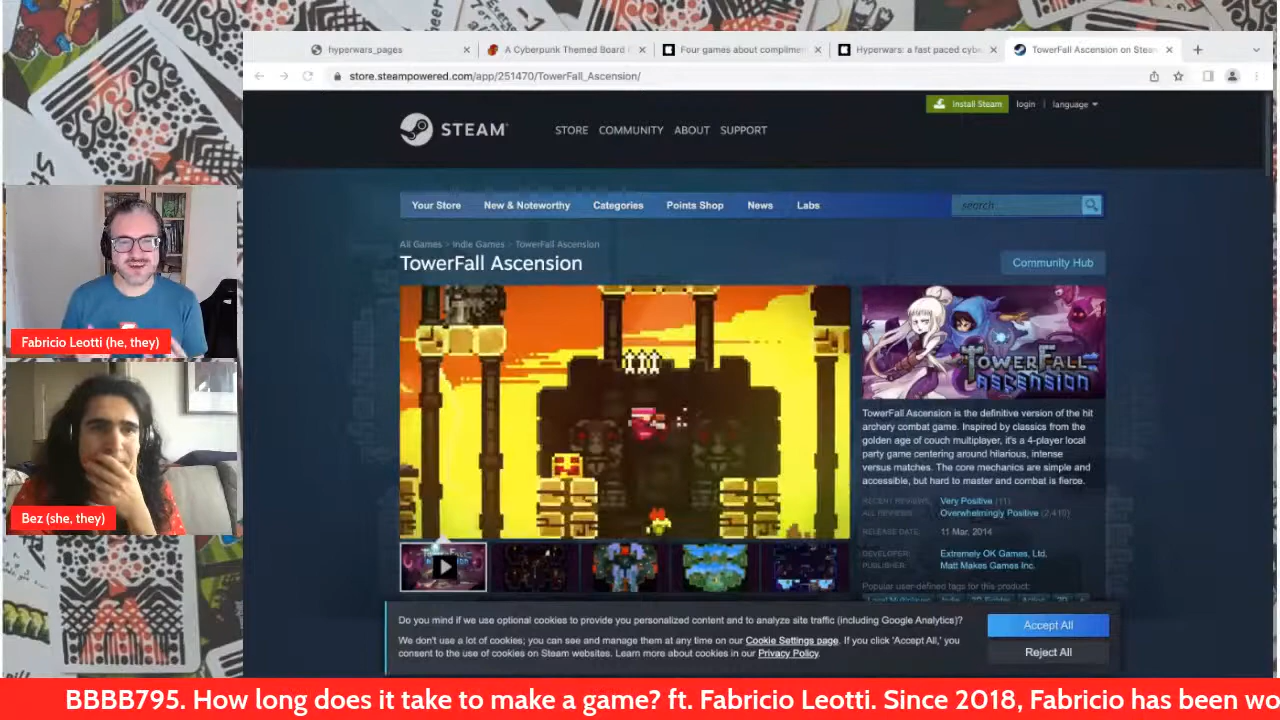 hyperwars_pages
A Cyberpunk Themed Board
Four games about complimen
Hyperwars: a fast paced cybe
TowerFall Ascension on Steam
store.steampowered.com/app/251470/TowerFall_Ascension/
Install Steam
login
language
STEAM
STORE
COMMUNITY
ABOUT
SUPPORT
Your Store
New & Noteworthy
Categories
Points Shop
News
Labs
search
All Games > Indie Games > TowerFall Ascension
TowerFall Ascension
Community Hub
TOWERFALL
ASCENSION
TowerFall Ascension is the definitive version of the hit
archery combat game. Inspired by classics from the
golden age of couch multiplayer, it's a 4-player local
party game centering around hilarious, intense
versus matches. The core mechanics are simple and
accessible, but hard to master and combat is fierce.
RECENT REVIEWS: Very Positive (11)
ALL REVIEWS: Overwhelmingly Positive (2,410)
RELEASE DATE: 11 Mar, 2014
DEVELOPER: Extremely OK Games, Ltd.
PUBLISHER: Matt Makes Games Inc.
Popular user-defined tags for this product:
Do you mind if we use optional cookies to provide you personalized content and to analyze site traffic (including Google Analytics)?
We don't use a lot of cookies; you can see and manage them at any time on our Cookie Settings page. If you click 'Accept All,' you
consent to the use of cookies on Steam websites. Learn more about cookies in our Privacy Policy.
Accept All
Reject All
Fabricio Leotti (he, they)
Bez (she, they)
BBBB795. How long does it take to make a game? ft. Fabricio Leotti. Since 2018, Fabricio has been wo